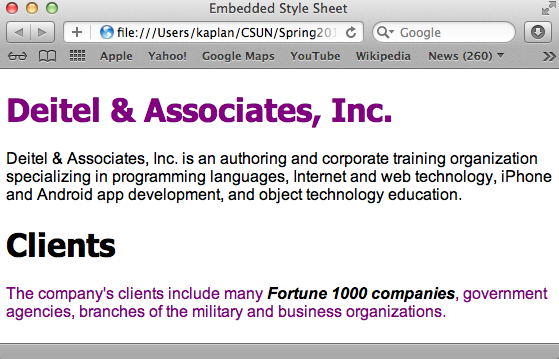 Embedded Style Sheet
file:///Users/kaplan/CSUN/Spring201 Google
Apple Yahoo! Google Maps YouTube Wikipedia News (260)
Deitel & Associates, Inc.
Deitel & Associates, Inc. is an authoring and corporate training organization
specializing in programming languages, Internet and web technology, iPhone
and Android app development, and object technology education.
Clients
The company's clients include many Fortune 1000 companies, government
agencies, branches of the military and business organizations.